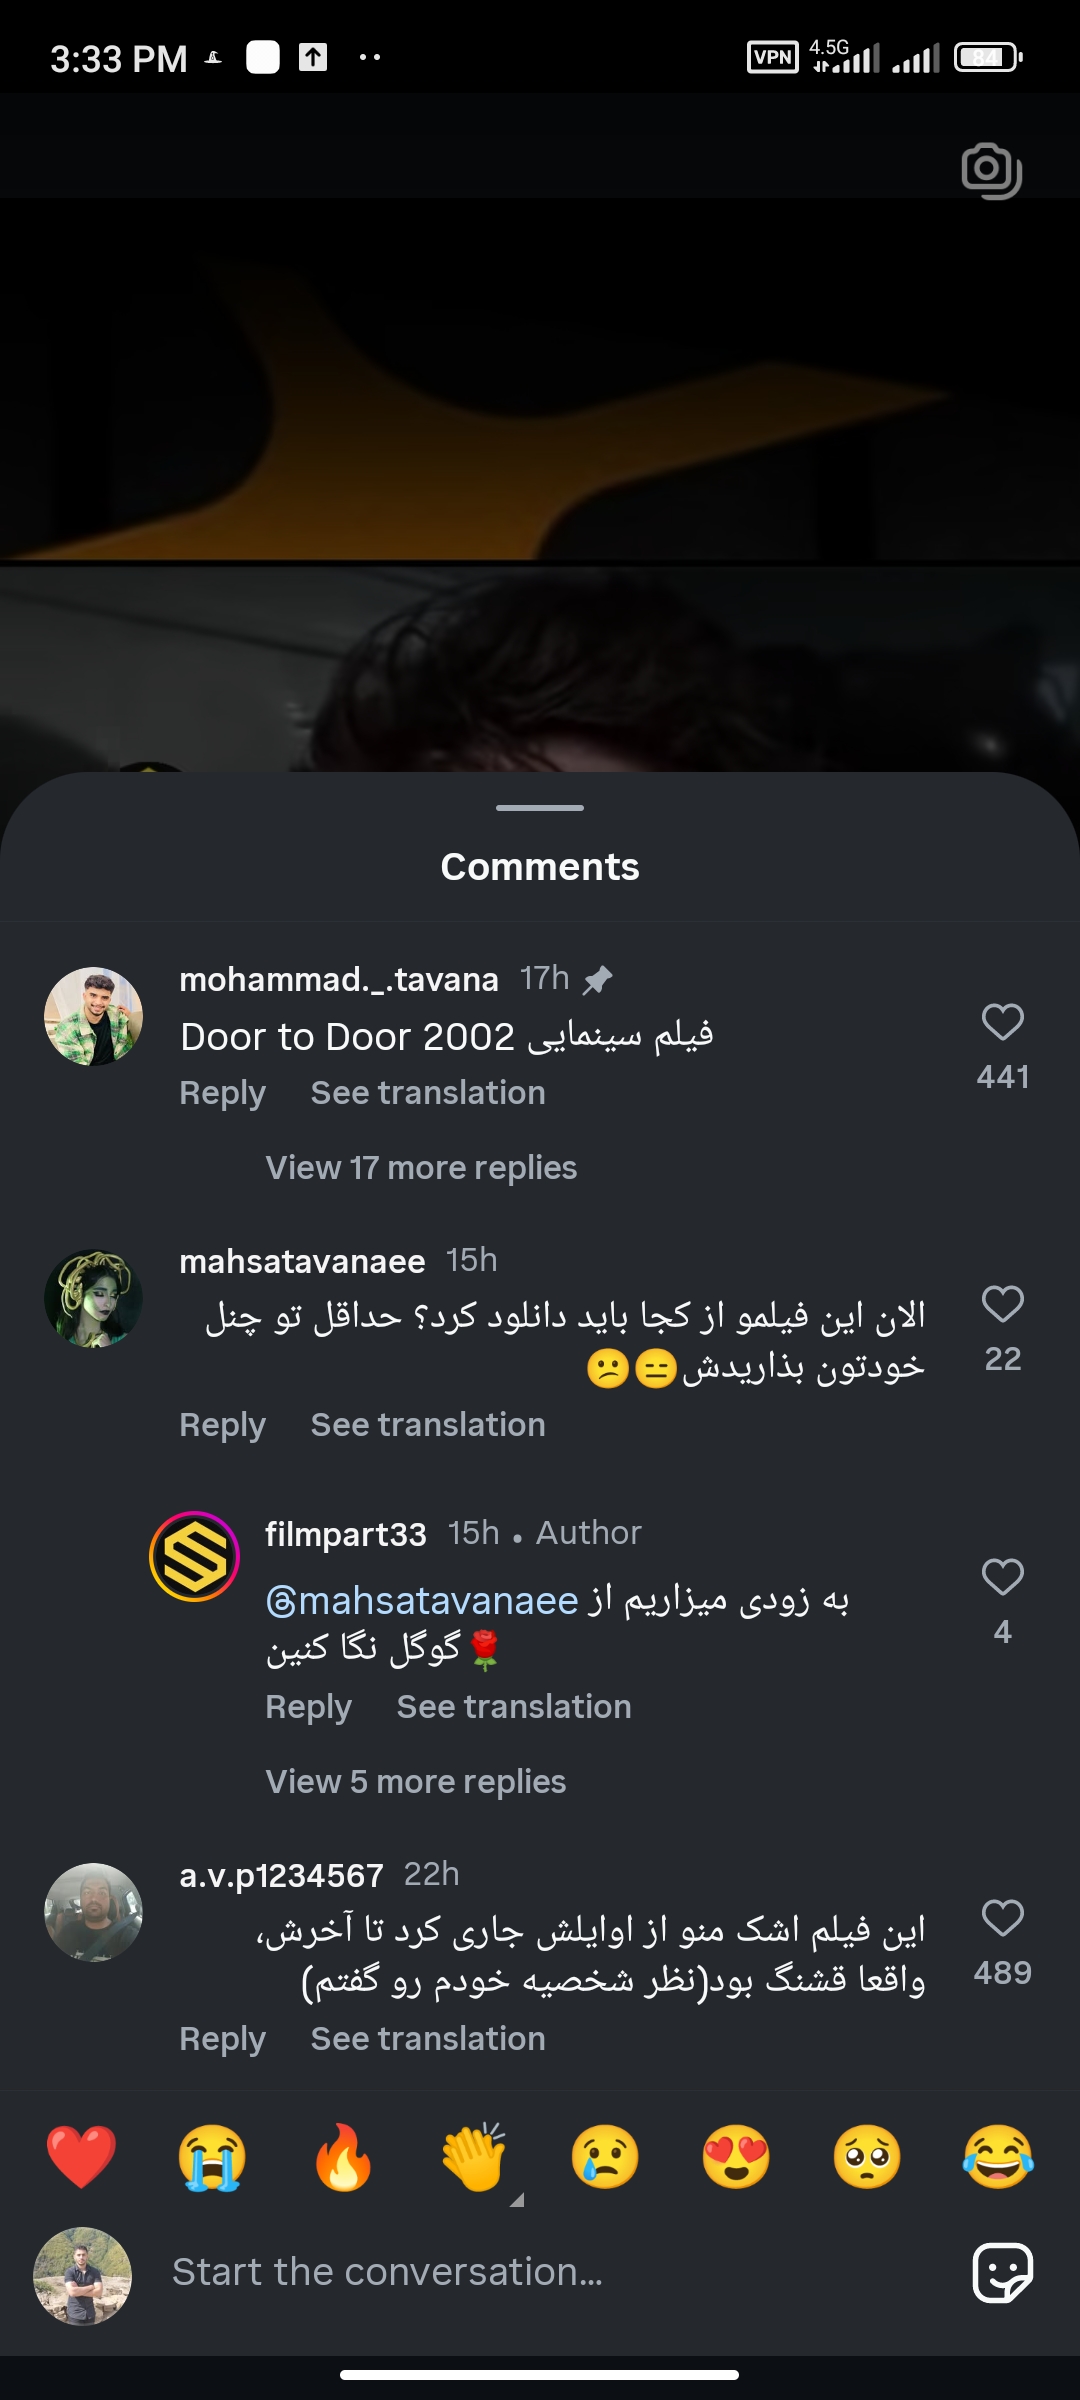 3:33 PM
VPN
4.5G
84
Comments
mohammad._.tavana 17h
Door to Door 2002 فیلم سینمایی
Reply See translation
441
View 17 more replies
mahsatavanaee 15h
الان این فیلمو از کجا باید دانلود کرد؟ حداقل تو چنل
خودتون بذاریدش😑😕
22
Reply See translation
filmpart33 15h • Author
@mahsatavanaee به زودی میزاریم از
گوگل نگا کنین🌹
4
Reply See translation
View 5 more replies
a.v.p1234567 22h
این فیلم اشک منو از اوایلش جاری کرد تا آخرش،
واقعا قشنگ بود(نظر شخصیه خودم رو گفتم)
489
Reply See translation
❤️ 😭 🔥 👏 😢 😍 🥺 😂
Start the conversation...